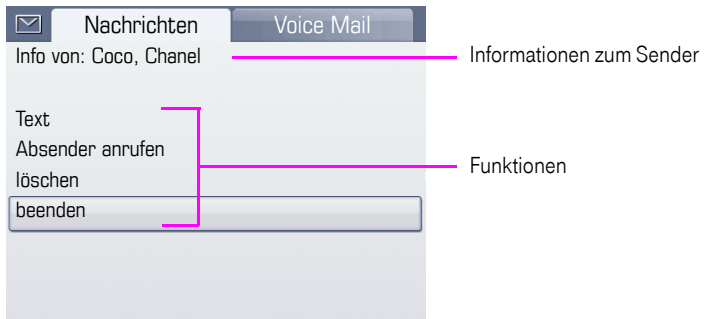 Nachrichten
Voice Mail
Info von: Coco, Chanel
Informationen zum Sender
Text
Absender anrufen
löschen
beenden
Funktionen